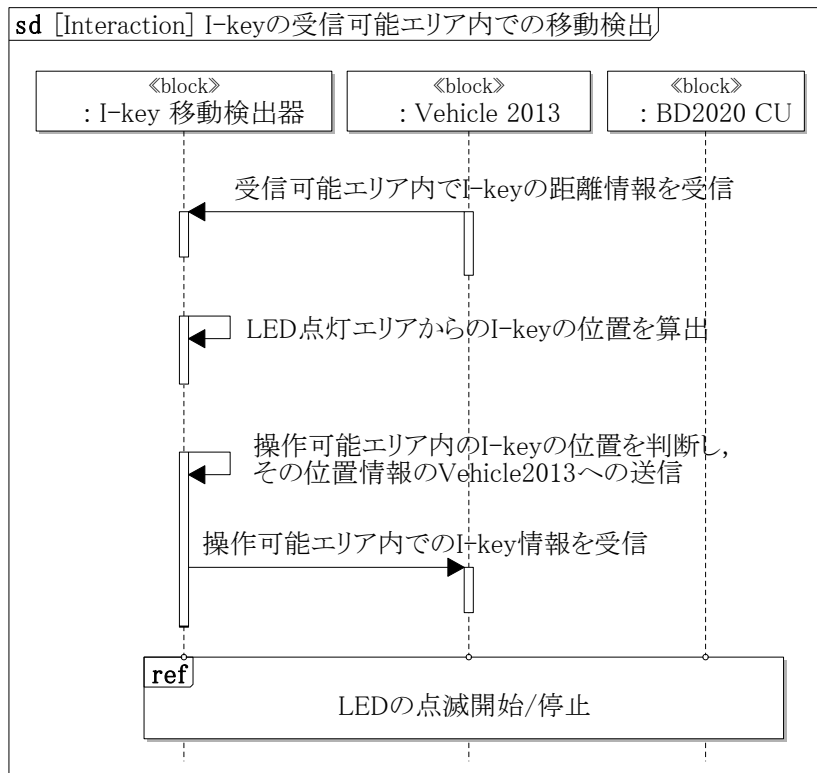 sd [Interaction] I-keyの受信可能エリア内での移動検出
≪block≫
: I-key 移動検出器
≪block≫
: Vehicle 2013
≪block≫
: BD2020 CU
受信可能エリア内でI-keyの距離情報を受信
LED点灯エリアからのI-keyの位置を算出
操作可能エリア内のI-keyの位置を判断し,
その位置情報のVehicle2013への送信
操作可能エリア内でのI-key情報を受信
ref
LEDの点滅開始/停止